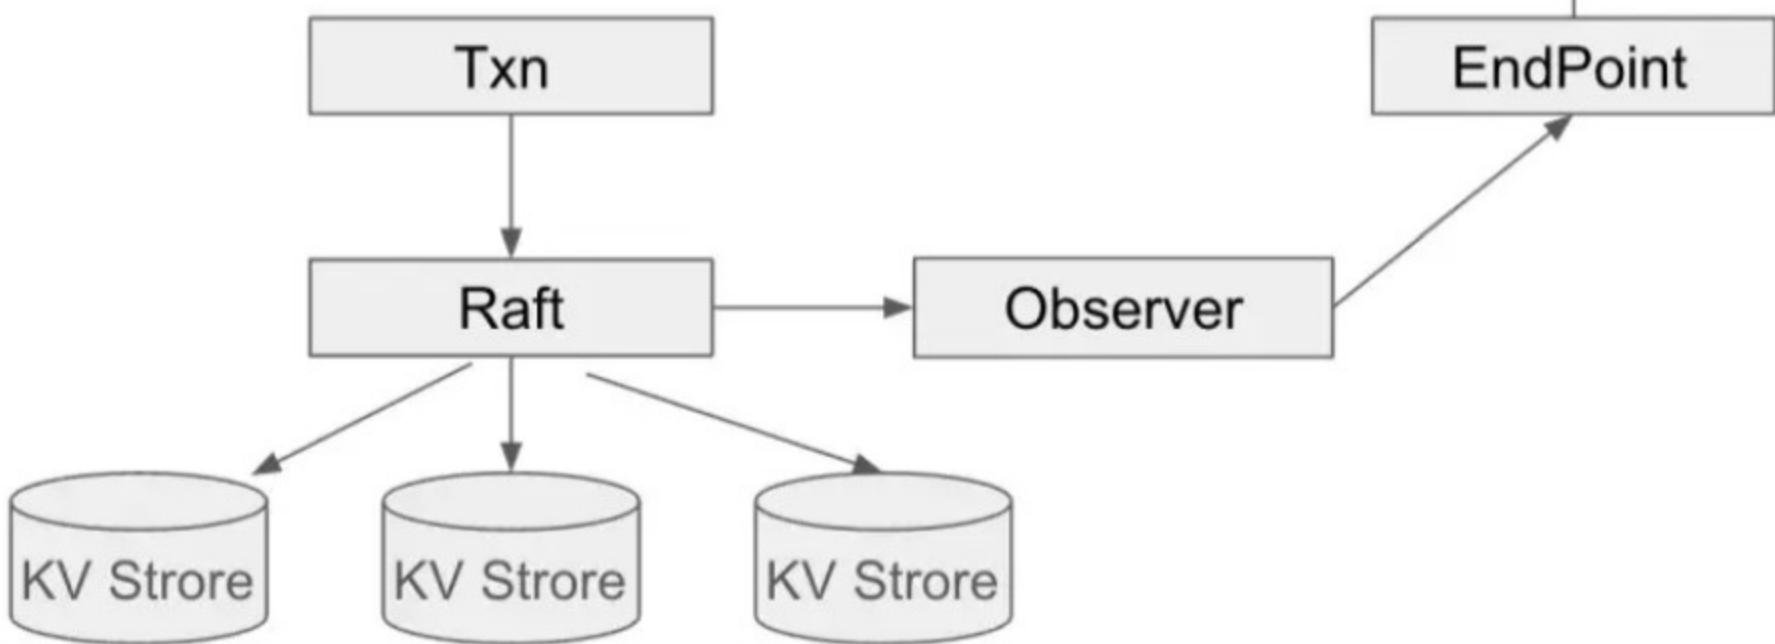 Txn
EndPoint
Raft
Observer
KV Strore
KV Strore
KV Strore